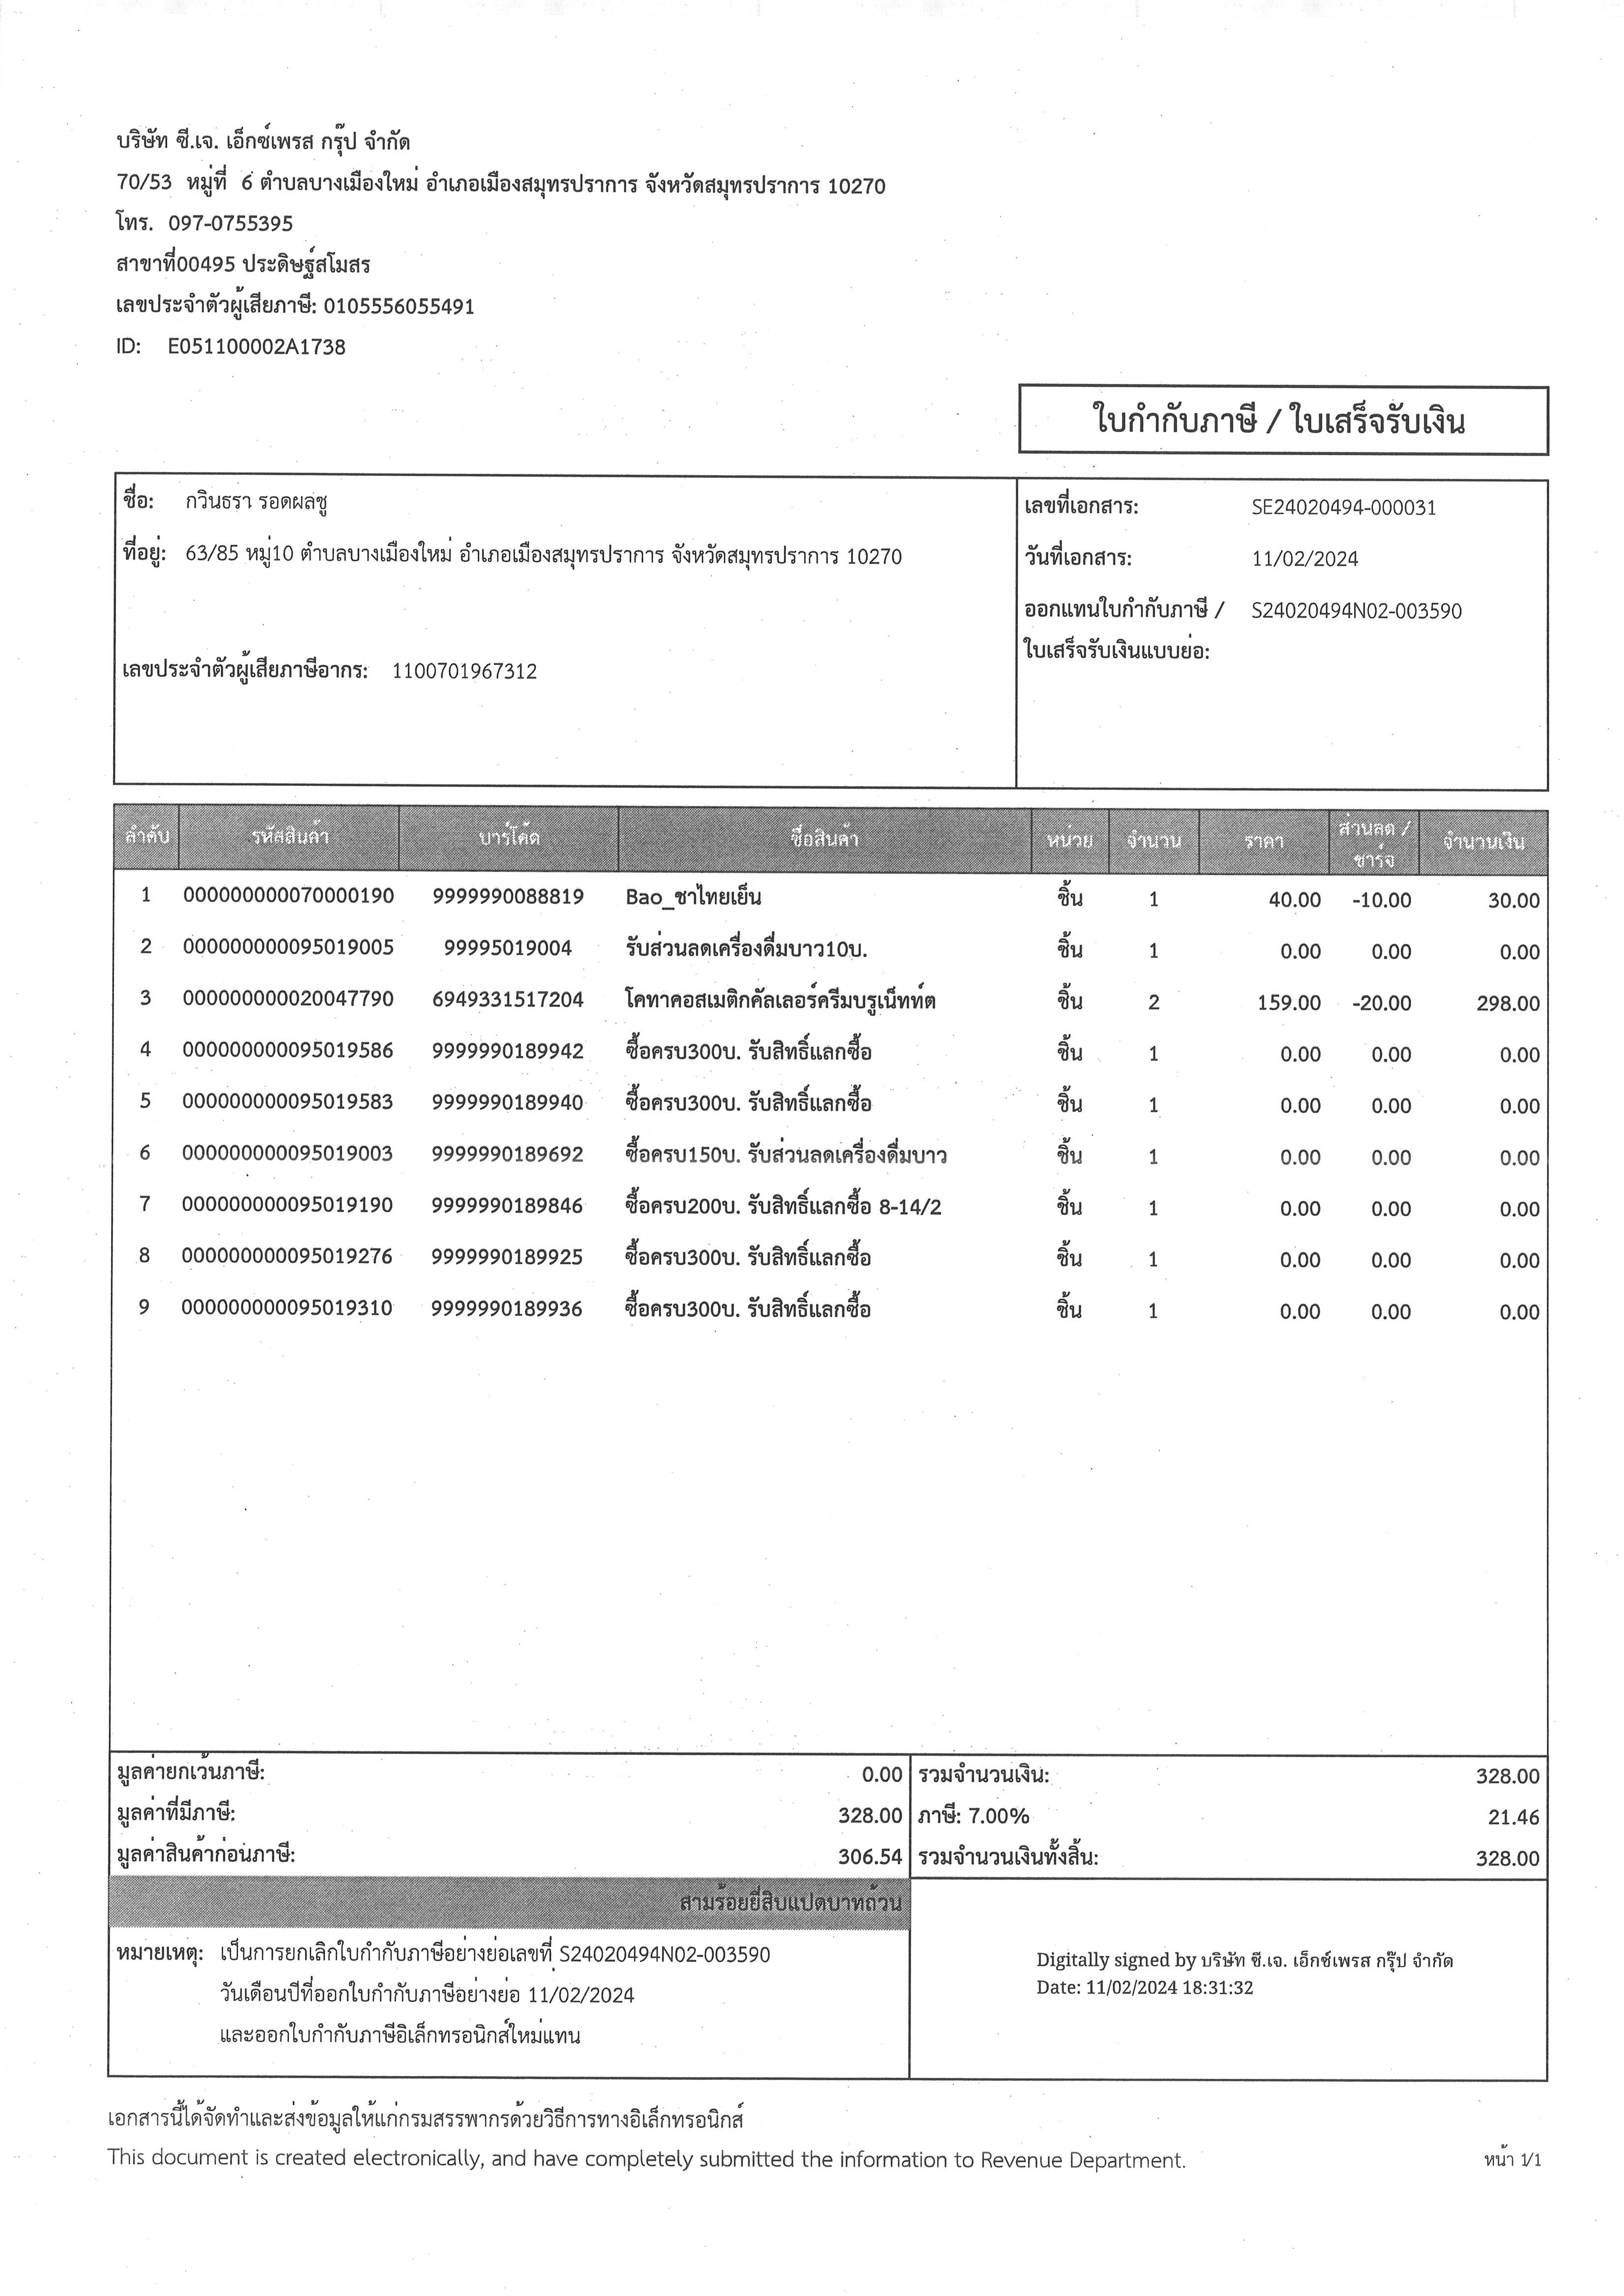 บริษัท ซี.เจ. เอ็กซ์เพรส กรุ๊ป จำกัด
70/53 หมู่ที่ 6 ตำบลบางเมืองใหม่ อำเภอเมืองสมุทรปราการ จังหวัดสมุทรปราการ 10270
โทร. 097-0755395
สาขาที่00495 ประดิษฐ์สโมสร
เลขประจำตัวผู้เสียภาษี: 0105556055491
ID: E051100002A1738
ใบกำกับภาษี / ใบเสร็จรับเงิน
ชื่อ: กวินธรา รอดผลชู
ที่อยู่: 63/85 หมู่10 ตำบลบางเมืองใหม่ อำเภอเมืองสมุทรปราการ จังหวัดสมุทรปราการ 10270
เลขประจำตัวผู้เสียภาษีอากร: 1100701967312
เลขที่เอกสาร: SE24020494-000031
วันที่เอกสาร: 11/02/2024
ออกแทนใบกำกับภาษี / S24020494N02-003590
ใบเสร็จรับเงินแบบย่อ:
ลำดับ รหัสสินค้า บาร์โค้ด ชื่อสินค้า หน่วย จำนวน ราคา ส่วนลด / ชาร์จ จำนวนเงิน
1 000000000070000190 9999990088819 Bao_ชาไทยเย็น ชิ้น 1 40.00 -10.00 30.00
2 000000000095019005 99995019004 รับส่วนลดเครื่องดื่มบาว10บ. ชิ้น 1 0.00 0.00 0.00
3 000000000020047790 6949331517204 โคทาคอสเมติกคัลเลอร์ครีมบรูเน็ทท์ต ชิ้น 2 159.00 -20.00 298.00
4 000000000095019586 9999990189942 ซื้อครบ300บ. รับสิทธิ์แลกซื้อ ชิ้น 1 0.00 0.00 0.00
5 000000000095019583 9999990189940 ซื้อครบ300บ. รับสิทธิ์แลกซื้อ ชิ้น 1 0.00 0.00 0.00
6 000000000095019003 9999990189692 ซื้อครบ150บ. รับส่วนลดเครื่องดื่มบาว ชิ้น 1 0.00 0.00 0.00
7 000000000095019190 9999990189846 ซื้อครบ200บ. รับสิทธิ์แลกซื้อ 8-14/2 ชิ้น 1 0.00 0.00 0.00
8 000000000095019276 9999990189925 ซื้อครบ300บ. รับสิทธิ์แลกซื้อ ชิ้น 1 0.00 0.00 0.00
9 000000000095019310 9999990189936 ซื้อครบ300บ. รับสิทธิ์แลกซื้อ ชิ้น 1 0.00 0.00 0.00
มูลค่ายกเว้นภาษี: 0.00 รวมจำนวนเงิน: 328.00
มูลค่าที่มีภาษี: 328.00 ภาษี: 7.00% 21.46
มูลค่าสินค้าก่อนภาษี: 306.54 รวมจำนวนเงินทั้งสิ้น: 328.00
สามร้อยยี่สิบแปดบาทถ้วน
หมายเหตุ: เป็นการยกเลิกใบกำกับภาษีอย่างย่อเลขที่ S24020494N02-003590
วันเดือนปีที่ออกใบกำกับภาษีอย่างย่อ 11/02/2024
และออกใบกำกับภาษีอิเล็กทรอนิกส์ใหม่แทน
Digitally signed by บริษัท ซี.เจ. เอ็กซ์เพรส กรุ๊ป จำกัด
Date: 11/02/2024 18:31:32
เอกสารนี้ได้จัดทำและส่งข้อมูลให้แก่กรมสรรพากรด้วยวิธีการทางอิเล็กทรอนิกส์
This document is created electronically, and have completely submitted the information to Revenue Department.
หน้า 1/1